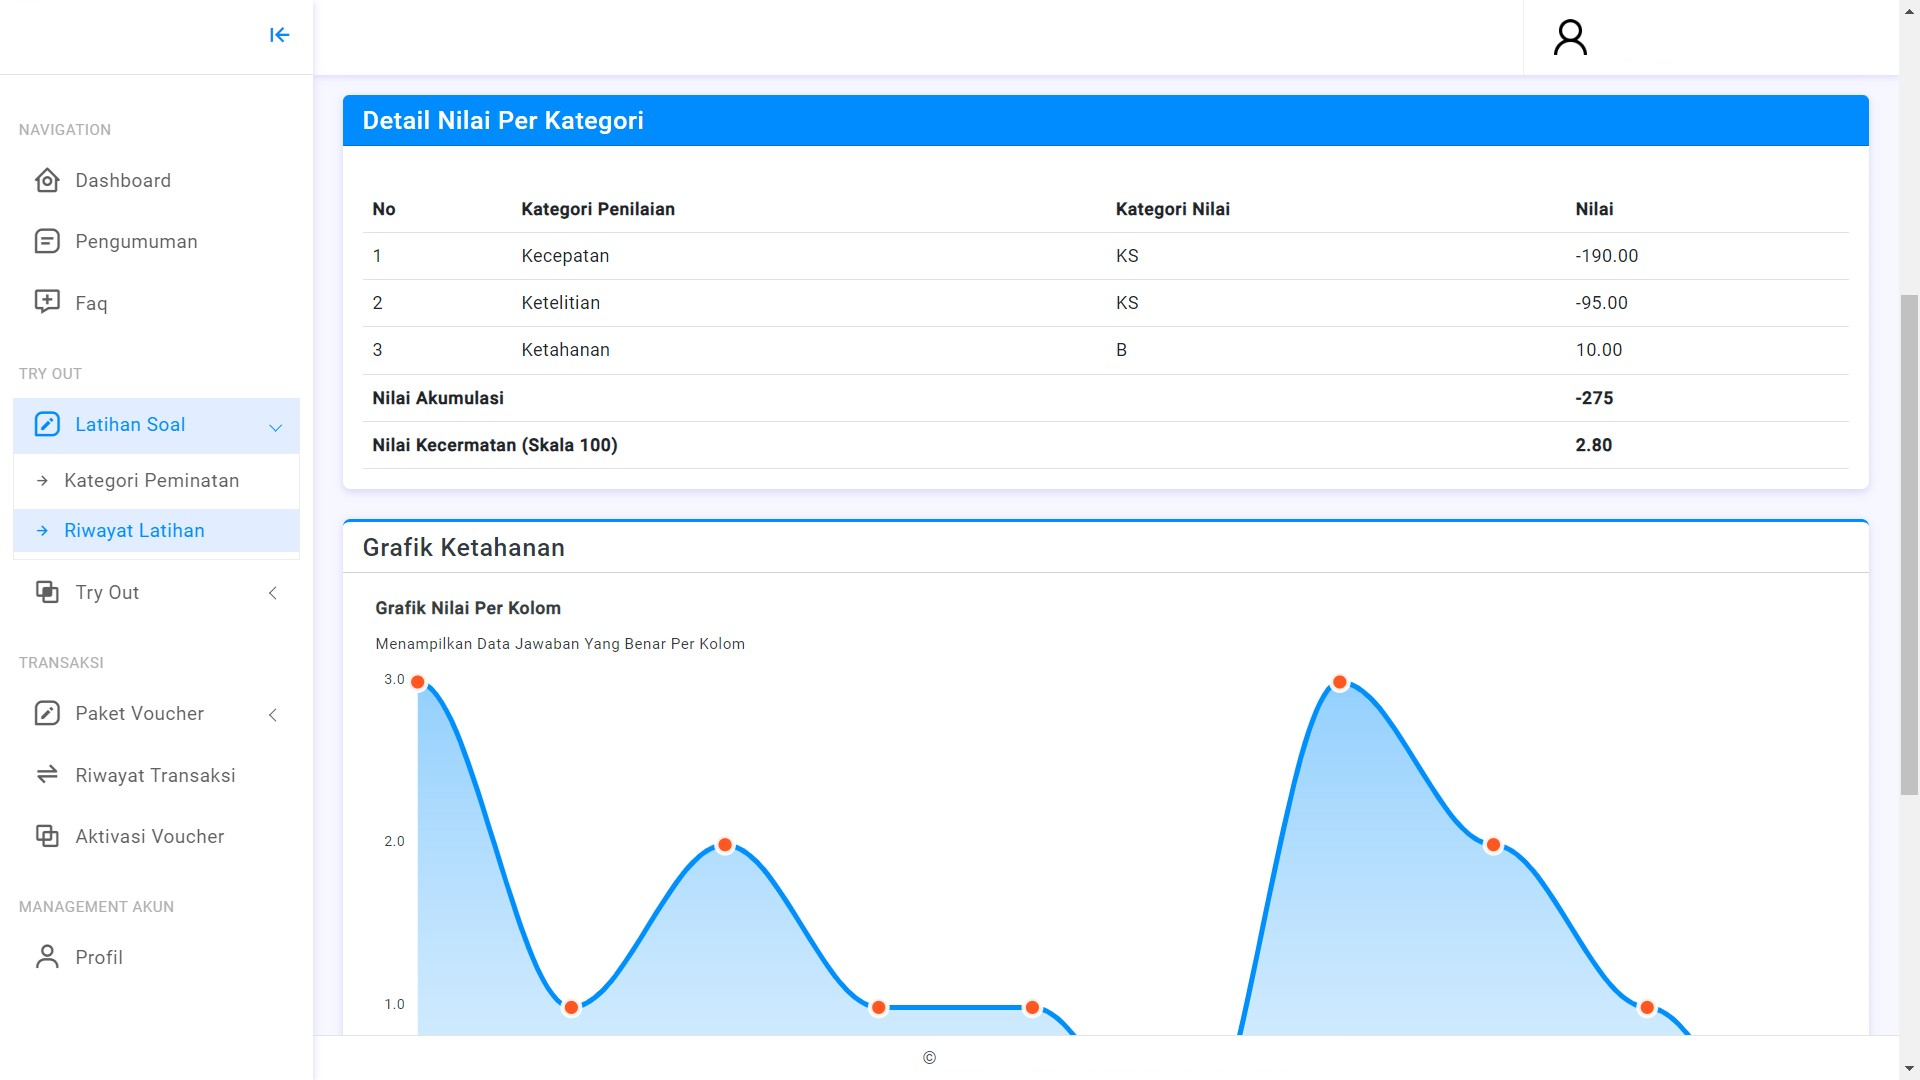 NAVIGATION
Dashboard
Pengumuman
Faq
TRY OUT
Latihan Soal
Kategori Peminatan
Riwayat Latihan
Try Out
TRANSAKSI
Paket Voucher
Riwayat Transaksi
Aktivasi Voucher
MANAGEMENT AKUN
Profil
Detail Nilai Per Kategori
No Kategori Penilaian Kategori Nilai Nilai
1 Kecepatan KS -190.00
2 Ketelitian KS -95.00
3 Ketahanan B 10.00
Nilai Akumulasi -275
Nilai Kecermatan (Skala 100) 2.80
Grafik Ketahanan
Grafik Nilai Per Kolom
Menampilkan Data Jawaban Yang Benar Per Kolom
3.0
2.0
1.0
©